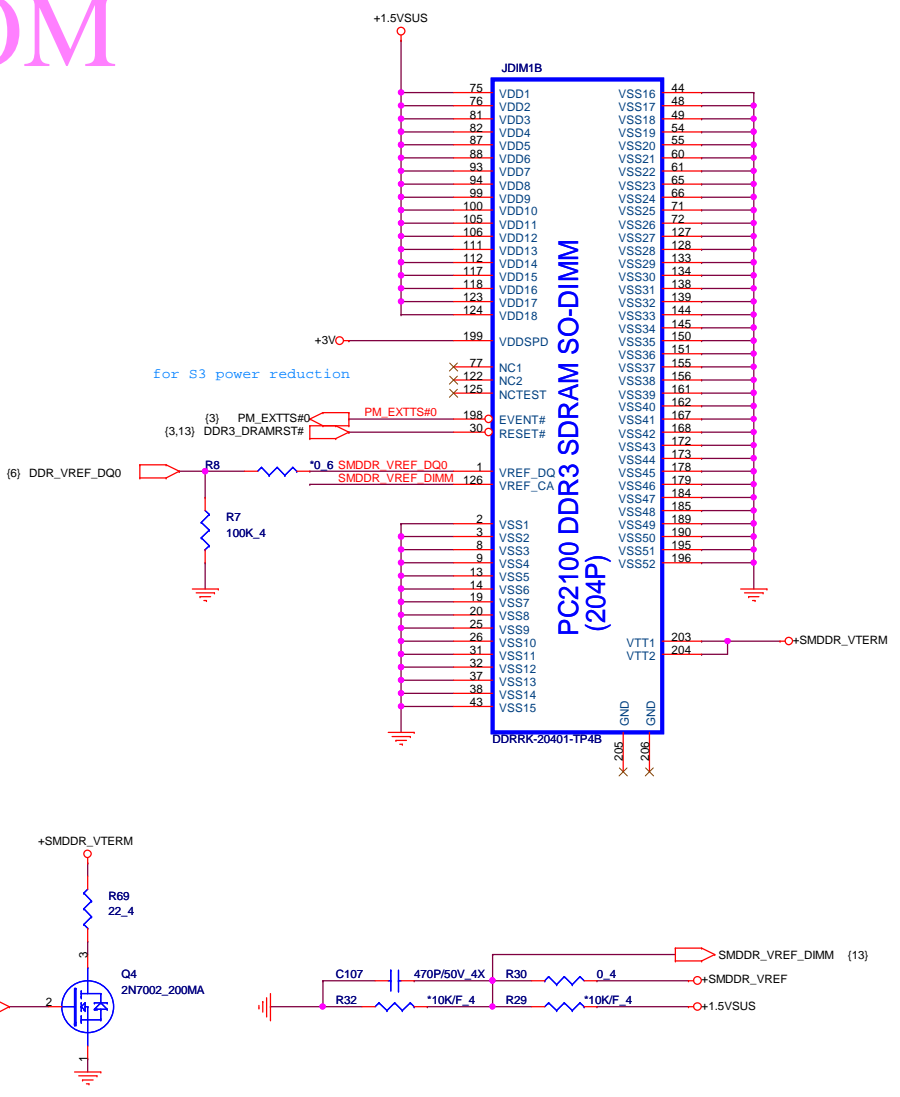 OM
+1.5VSUS
JDIM1B
75 VDD1 VSS16 44
76 VDD2 VSS17 48
81 VDD3 VSS18 49
82 VDD4 VSS19 54
87 VDD5 VSS20 55
88 VDD6 VSS21 60
93 VDD7 VSS22 61
94 VDD8 VSS23 65
99 VDD9 VSS24 66
100 VDD10 VSS25 71
105 VDD11 VSS26 72
106 VDD12 VSS27 127
111 VDD13 VSS28 128
112 VDD14 VSS29 133
117 VDD15 VSS30 134
118 VDD16 VSS31 138
123 VDD17 VSS32 139
124 VDD18 VSS33 144
VSS34 145
+3V 199 VDDSPD VSS35 150
VSS36 151
for S3 power reduction
77 NC1 VSS37 155
122 NC2 VSS38 156
125 NCTEST VSS39 161
VSS40 162
{3} PM_EXTTS#0 PM_EXTTS#0 198 EVENT# VSS41 167
{3,13} DDR3_DRAMRST# 30 RESET# VSS42 168
VSS43 172
VSS44 173
{6} DDR_VREF_DQ0 R8 *0_6 SMDDR_VREF_DQ0 1 VREF_DQ VSS45 178
SMDDR_VREF_DIMM 126 VREF_CA VSS46 179
VSS47 184
VSS48 185
R7
100K_4
2 VSS1 VSS49 189
3 VSS2 VSS50 190
8 VSS3 VSS51 195
9 VSS4 VSS52 196
13 VSS5
14 VSS6
19 VSS7
20 VSS8
25 VSS9
26 VSS10 VTT1 203 +SMDDR_VTERM
31 VSS11 VTT2 204
32 VSS12
37 VSS13
38 VSS14
43 VSS15
PC2100 DDR3 SDRAM SO-DIMM
(204P)
GND GND
DDRRK-20401-TP4B
205 206
+SMDDR_VTERM
R69
22_4
3
Q4
2N7002_200MA
2
1
SMDDR_VREF_DIMM {13}
C107 470P/50V_4X R30 0_4 +SMDDR_VREF
R32 *10K/F_4 R29 *10K/F_4 +1.5VSUS